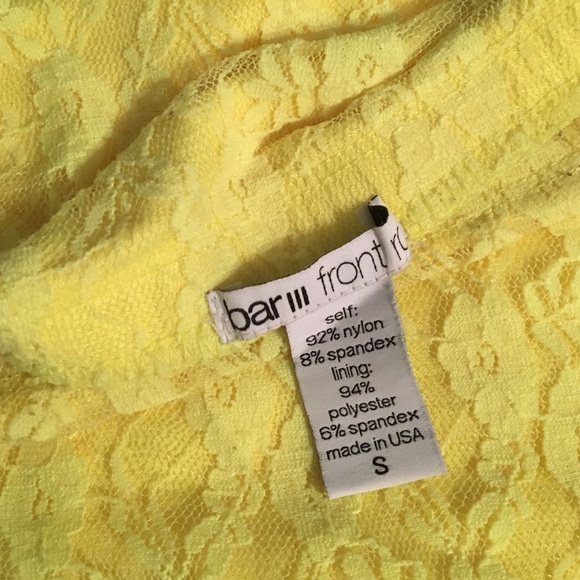 bar III front
self:
92% nylon
8% spandex
lining:
94%
polyester
6% spandex
made in USA
S